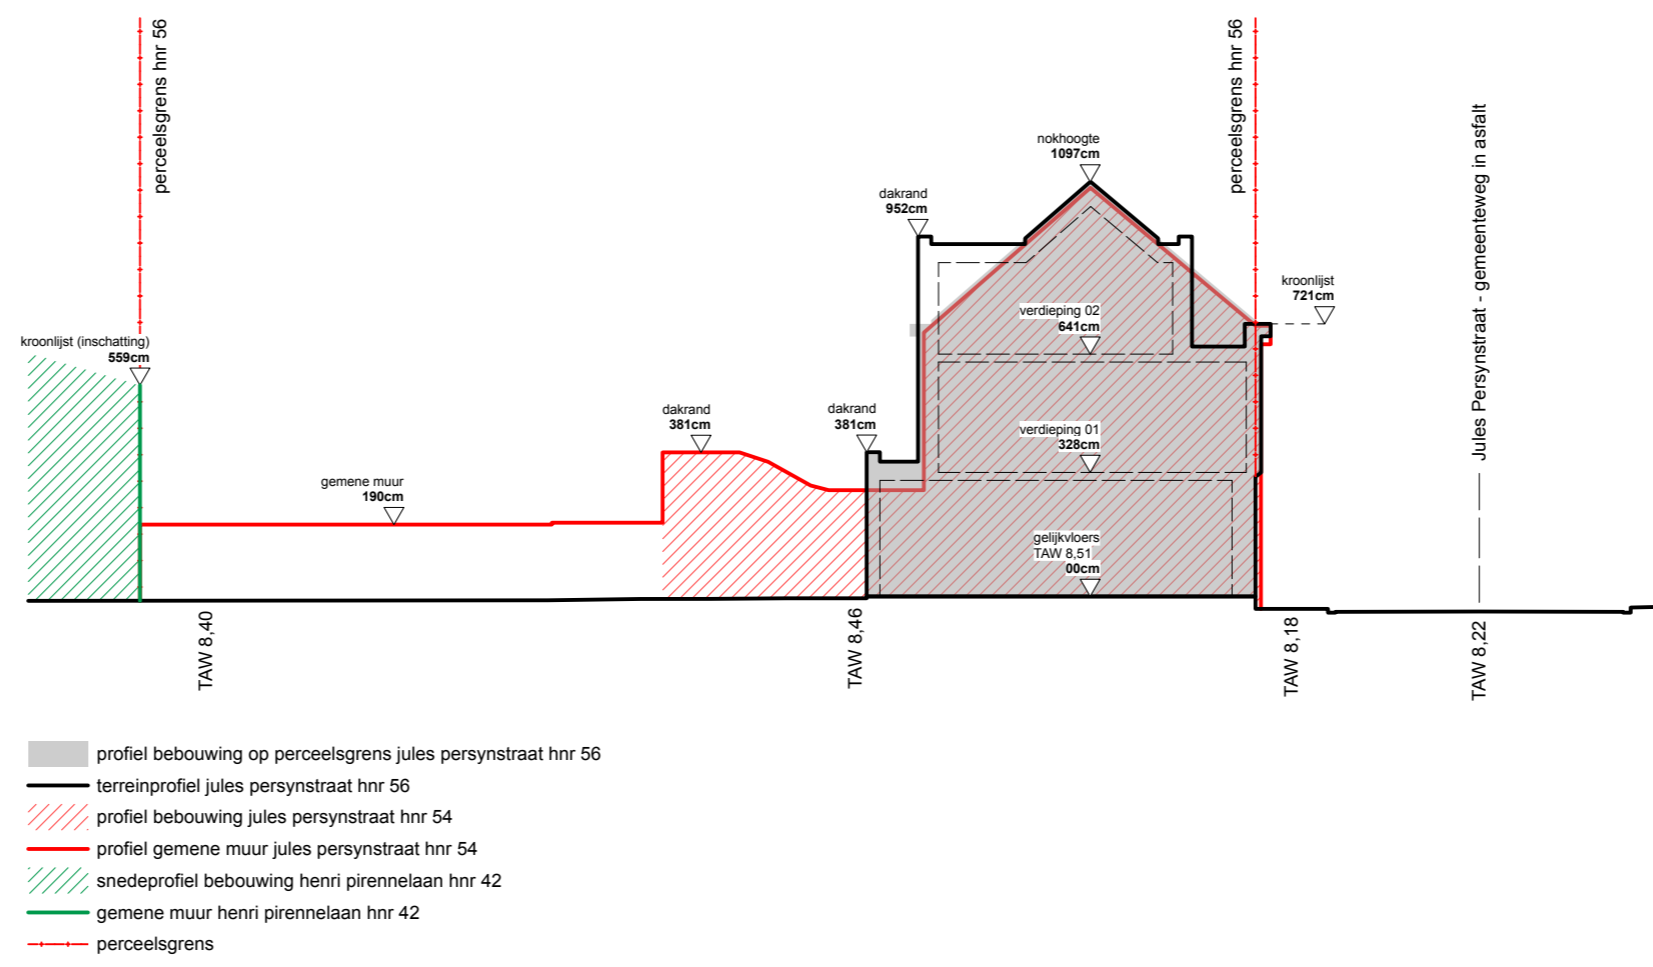 perceelsgrens hnr 56
perceelsgrens hnr 56
Jules Persynstraat - gemeenteweg in asfalt
nokhoogte
1097cm
dakrand
952cm
kroonlijst
721cm
verdieping 02
641cm
kroonlijst (inschatting)
559cm
dakrand
381cm
dakrand
381cm
verdieping 01
328cm
gemene muur
190cm
gelijkvloers
TAW 8,51
00cm
TAW 8,40
TAW 8,46
TAW 8,18
TAW 8,22
profiel bebouwing op perceelsgrens jules persynstraat hnr 56
terreinprofiel jules persynstraat hnr 56
profiel bebouwing jules persynstraat hnr 54
profiel gemene muur jules persynstraat hnr 54
snedeprofiel bebouwing henri pirennelaan hnr 42
gemene muur henri pirennelaan hnr 42
perceelsgrens